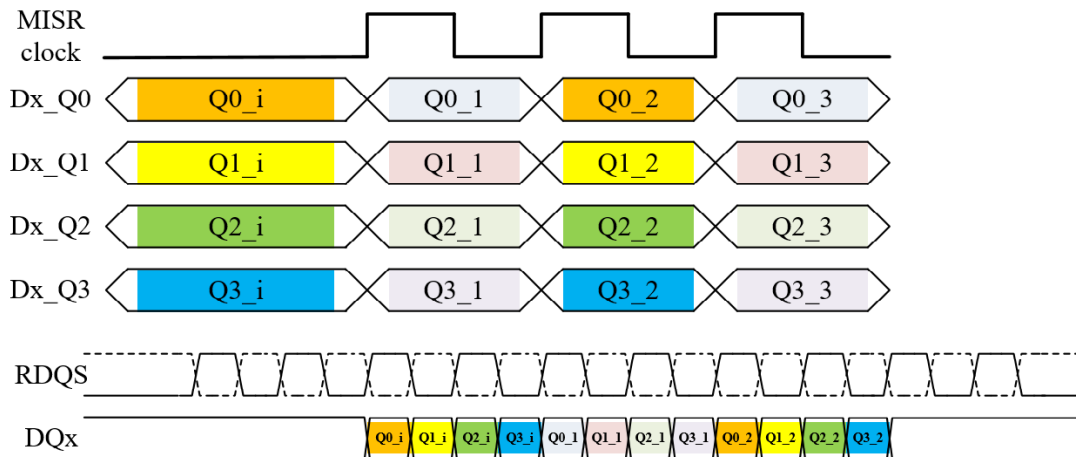 MISR
clock
Dx_Q0 Q0_i Q0_1 Q0_2 Q0_3
Dx_Q1 Q1_i Q1_1 Q1_2 Q1_3
Dx_Q2 Q2_i Q2_1 Q2_2 Q2_3
Dx_Q3 Q3_i Q3_1 Q3_2 Q3_3
RDQS
DQx Q0_i Q1_i Q2_i Q3_i Q0_1 Q1_1 Q2_1 Q3_1 Q0_2 Q1_2 Q2_2 Q3_2